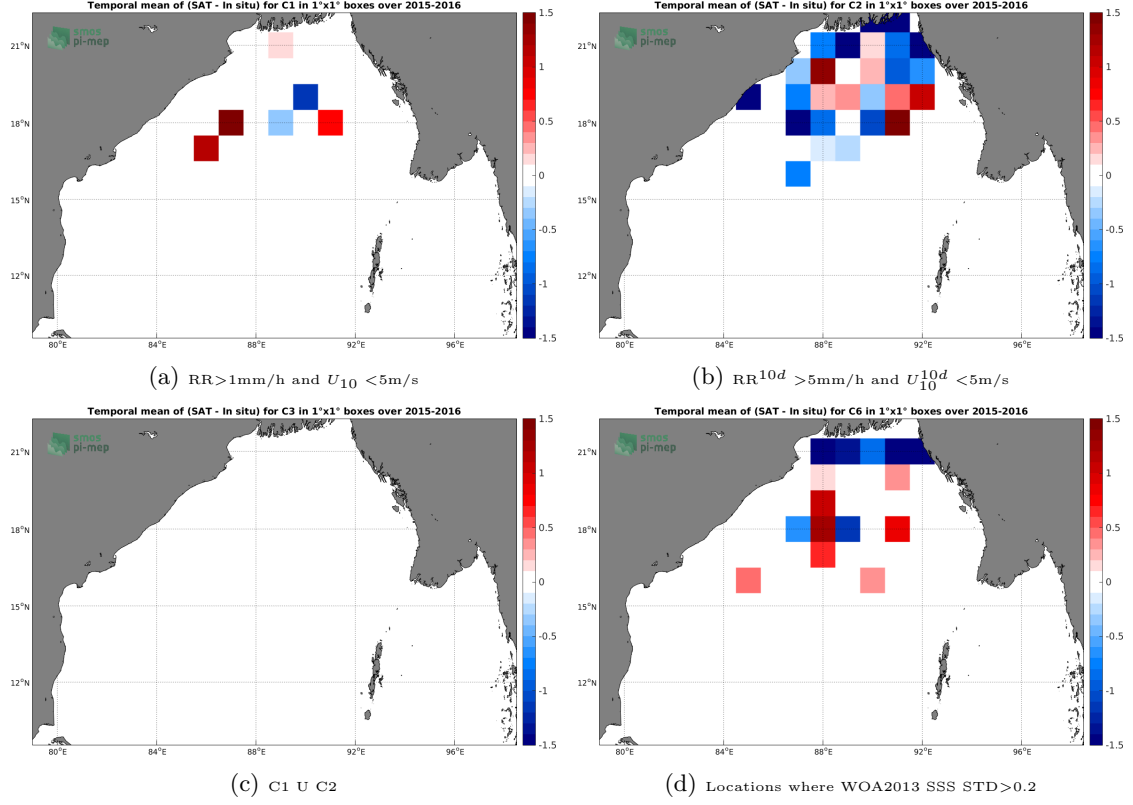 Temporal mean of (SAT - In situ) for C1 in 1°x1° boxes over 2015-2016
smos
pi-mep
21°N
18°N
15°N
12°N
80°E
84°E
88°E
92°E
96°E
1.5
1
0.5
0
-0.5
-1
-1.5
(a) RR>1mm/h and U10 <5m/s
Temporal mean of (SAT - In situ) for C2 in 1°x1° boxes over 2015-2016
smos
pi-mep
21°N
18°N
15°N
12°N
80°E
84°E
88°E
92°E
96°E
1.5
1
0.5
0
-0.5
-1
-1.5
(b) RR^10d >5mm/h and U10^10d <5m/s
Temporal mean of (SAT - In situ) for C3 in 1°x1° boxes over 2015-2016
smos
pi-mep
21°N
18°N
15°N
12°N
80°E
84°E
88°E
92°E
96°E
1.5
1
0.5
0
-0.5
-1
-1.5
(c) C1 U C2
Temporal mean of (SAT - In situ) for C6 in 1°x1° boxes over 2015-2016
smos
pi-mep
21°N
18°N
15°N
12°N
80°E
84°E
88°E
92°E
96°E
1.5
1
0.5
0
-0.5
-1
-1.5
(d) Locations where WOA2013 SSS STD>0.2